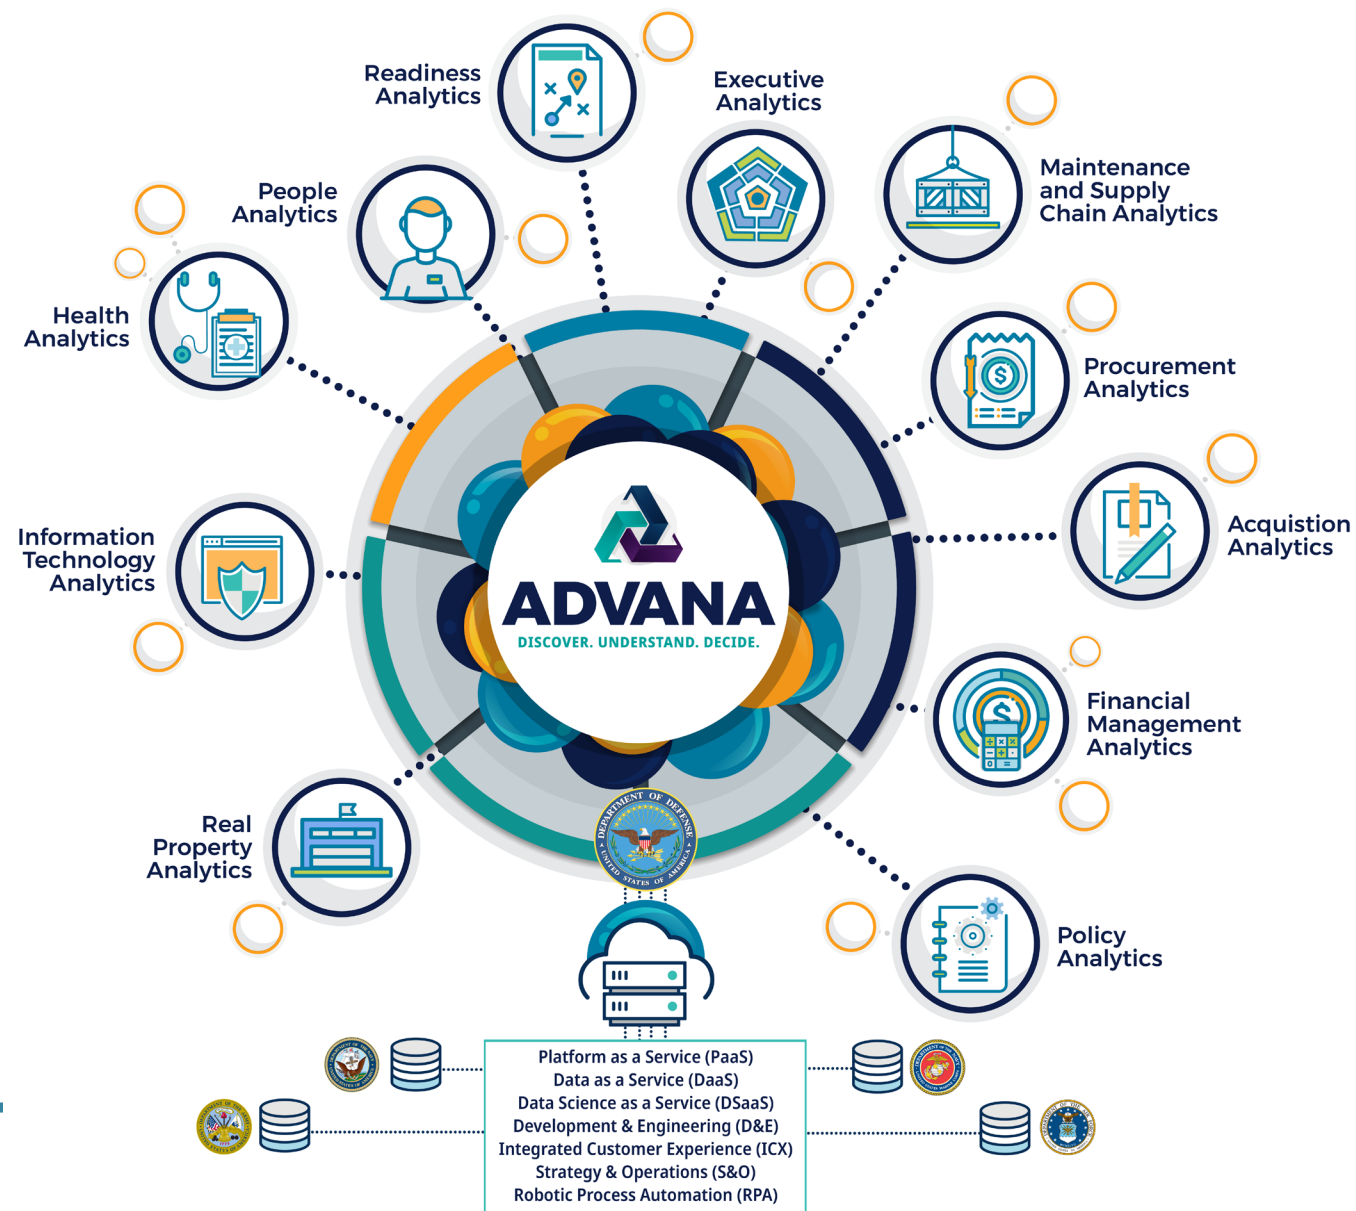 Readiness
Analytics
Executive
Analytics
People
Analytics
Maintenance
and Supply
Chain Analytics
Health
Analytics
Procurement
Analytics
Information
Technology
Analytics
Acquistion
Analytics
ADVANA
DISCOVER. UNDERSTAND. DECIDE.
Financial
Management
Analytics
Real
Property
Analytics
DEPARTMENT OF DEFENSE
UNITED STATES OF AMERICA
Policy
Analytics
Platform as a Service (PaaS)
Data as a Service (DaaS)
Data Science as a Service (DSaaS)
Development & Engineering (D&E)
Integrated Customer Experience (ICX)
Strategy & Operations (S&O)
Robotic Process Automation (RPA)